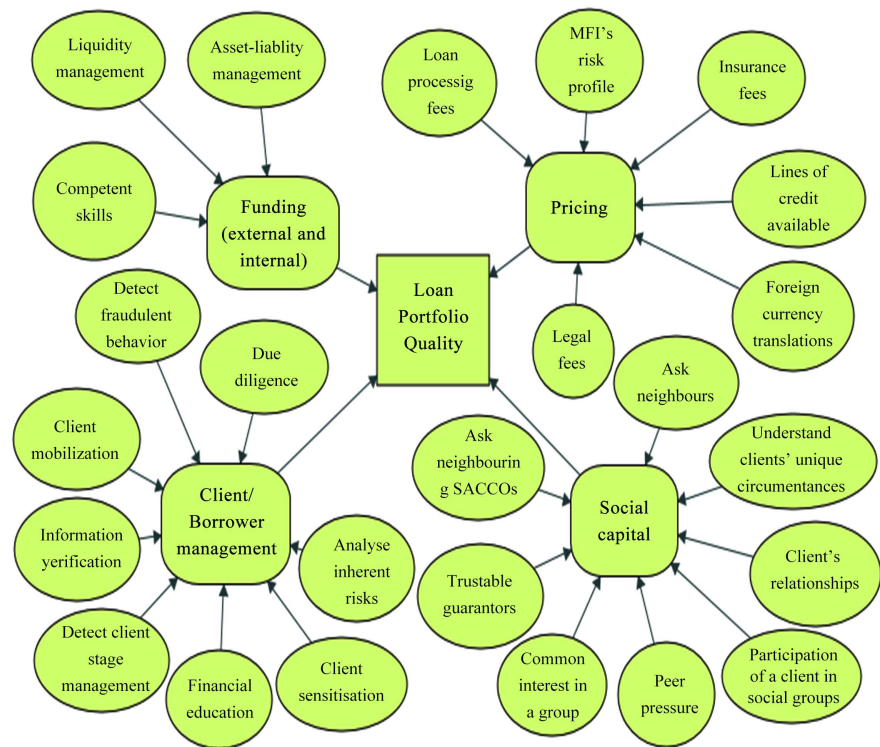 Liquidity
management
Asset-liablity
management
Competent
skills
Funding
(external and
internal)
Loan
processig
fees
MFI's
risk
profile
Insurance
fees
Lines of
credit
available
Foreign
currency
translations
Legal
fees
Pricing
Loan
Portfolio
Quality
Detect
fraudulent
behavior
Due
diligence
Client
mobilization
Information
yerification
Detect client
stage
management
Financial
education
Client
sensitisation
Analyse
inherent
risks
Client/
Borrower
management
Ask
neighbours
Ask
neighbourin
g SACCOs
Understand
clients' unique
circumentances
Client's
relationships
Trustable
guarantors
Common
interest in
a group
Peer
pressure
Participation
of a client in
social groups
Social
capital